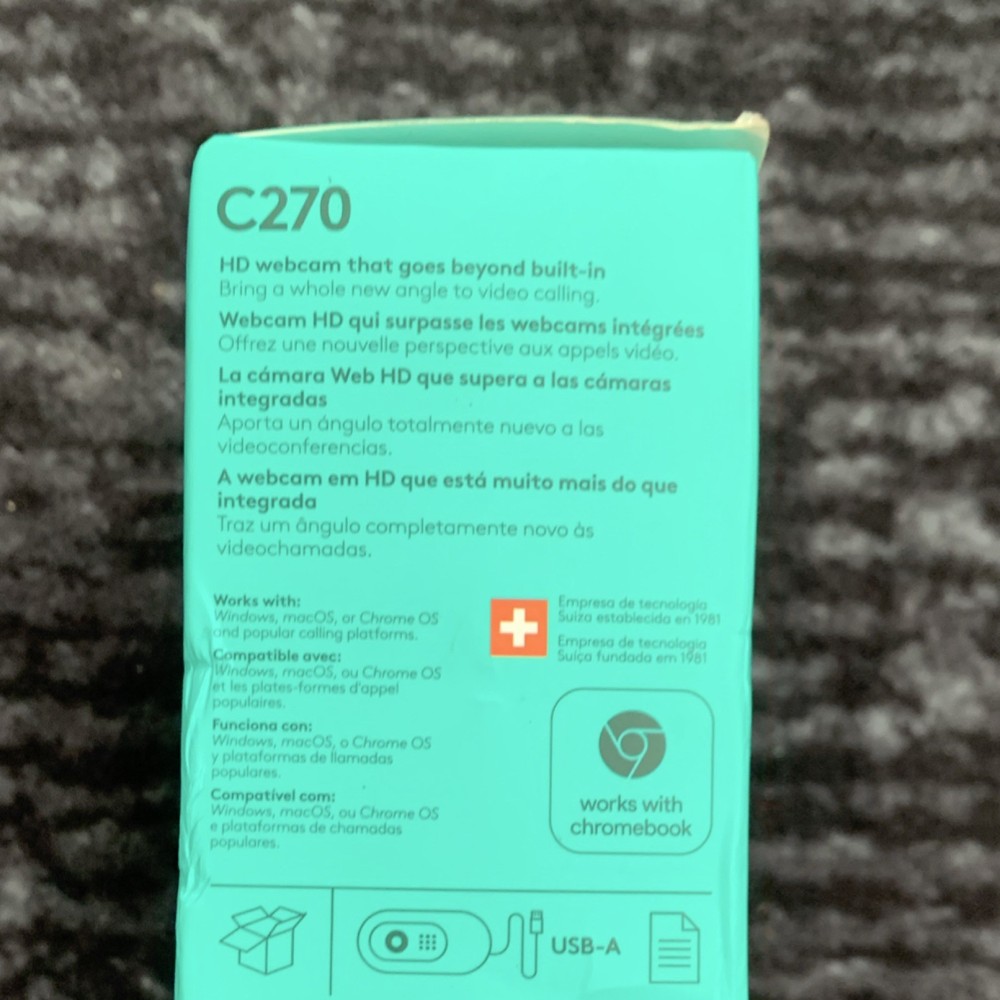 C270
HD webcam that goes beyond built-in
Bring a whole new angle to video calling.
Webcam HD qui surpasse les webcams intégrées
Offrez une nouvelle perspective aux appels vidéo.
La cámara Web HD que supera a las cámaras
integradas
Aporta un ángulo totalmente nuevo a las
videoconferencias.
A webcam em HD que está muito mais do que
integrada
Traz um ângulo completamente novo às
videochamadas.
Works with:
Windows, macOS, or Chrome OS
and popular calling platforms.
Compatible avec:
Windows, macOS, ou Chrome OS
et les plates-formes d'appel
populaires.
Funciona con:
Windows, macOS, o Chrome OS
y plataformas de llamadas
populares.
Compatível com:
Windows, macOS, ou Chrome OS
e plataformas de chamadas
populares.
Empresa de tecnología
Suiza establecida en 1981
Empresa de tecnologia
Suíça fundada em 1981
works with
chromebook
USB-A